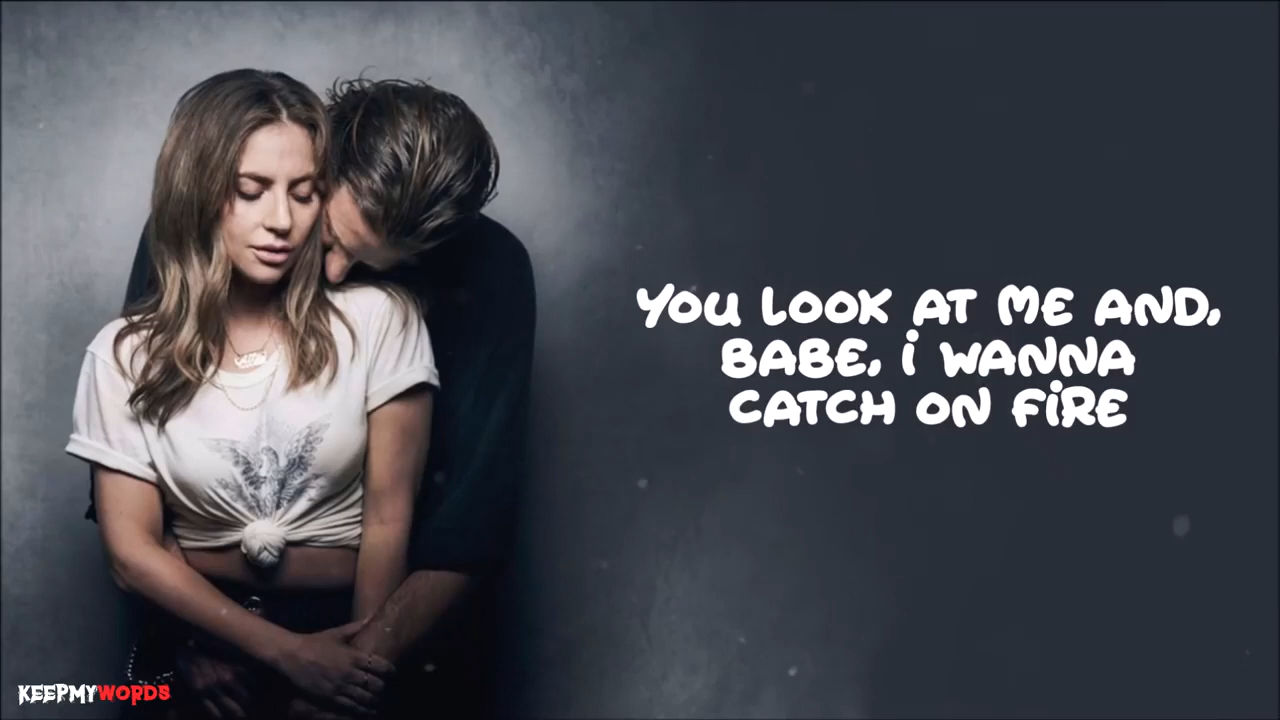 YOU LOOK AT ME AND,
BABE, i WANNA
CATCH ON FiRE
KEEPMYWORDS